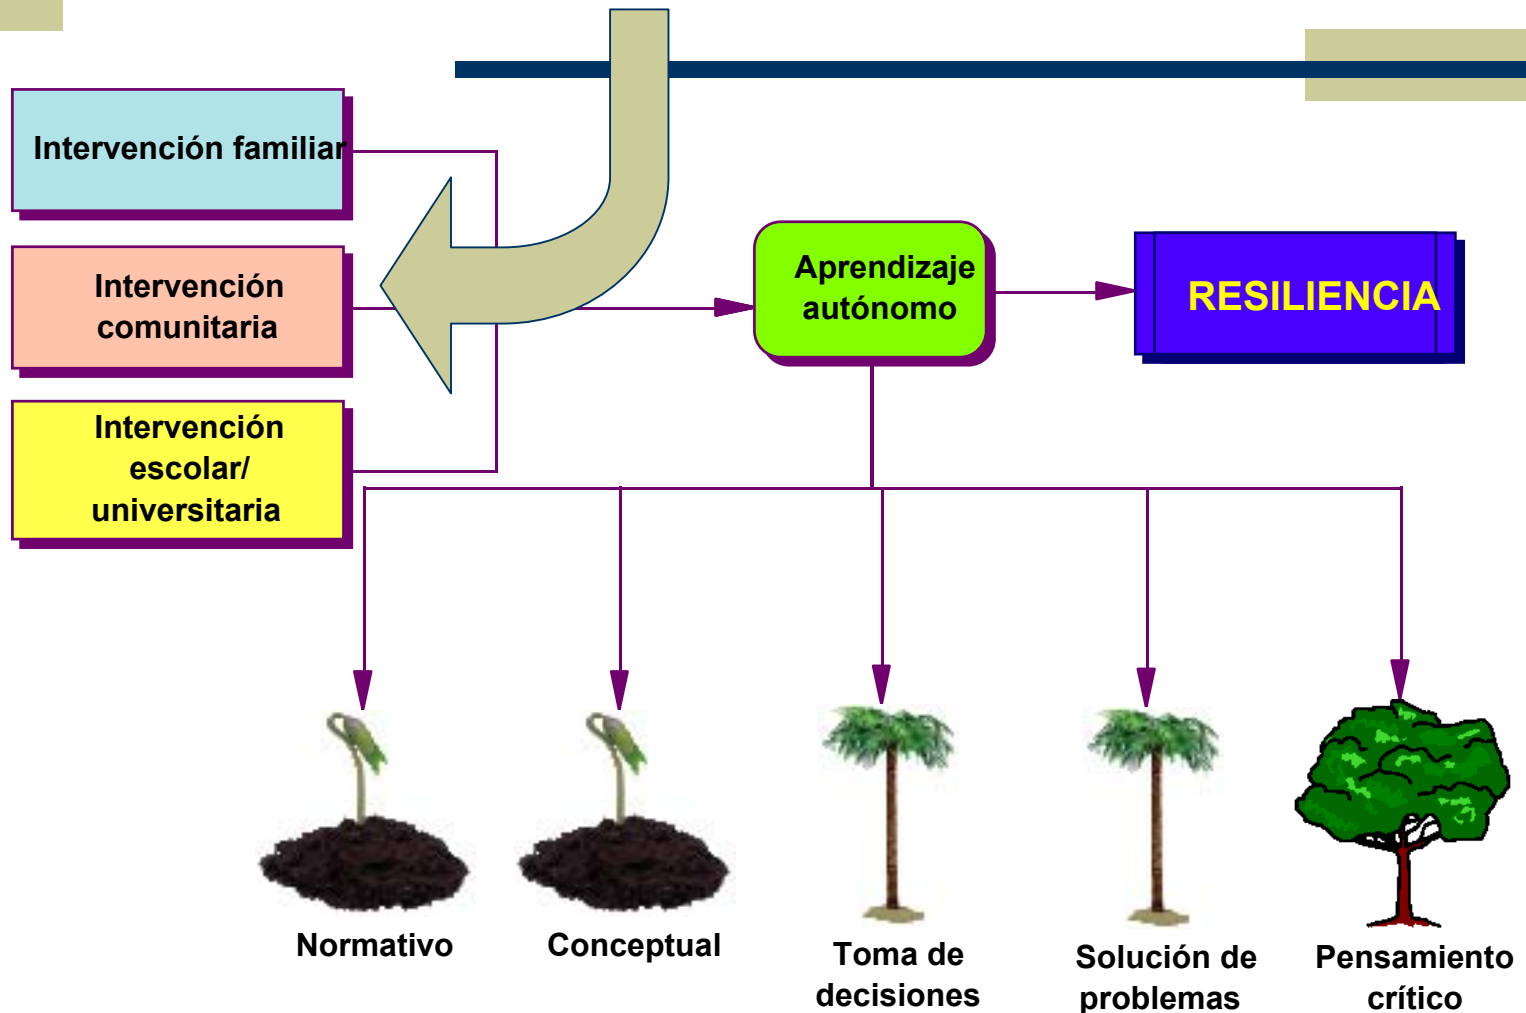 Intervención familiar
Intervención
comunitaria
Intervención
escolar/
universitaria
Aprendizaje
autónomo
RESILIENCIA
Normativo
Conceptual
Toma de
decisiones
Solución de
problemas
Pensamiento
crítico